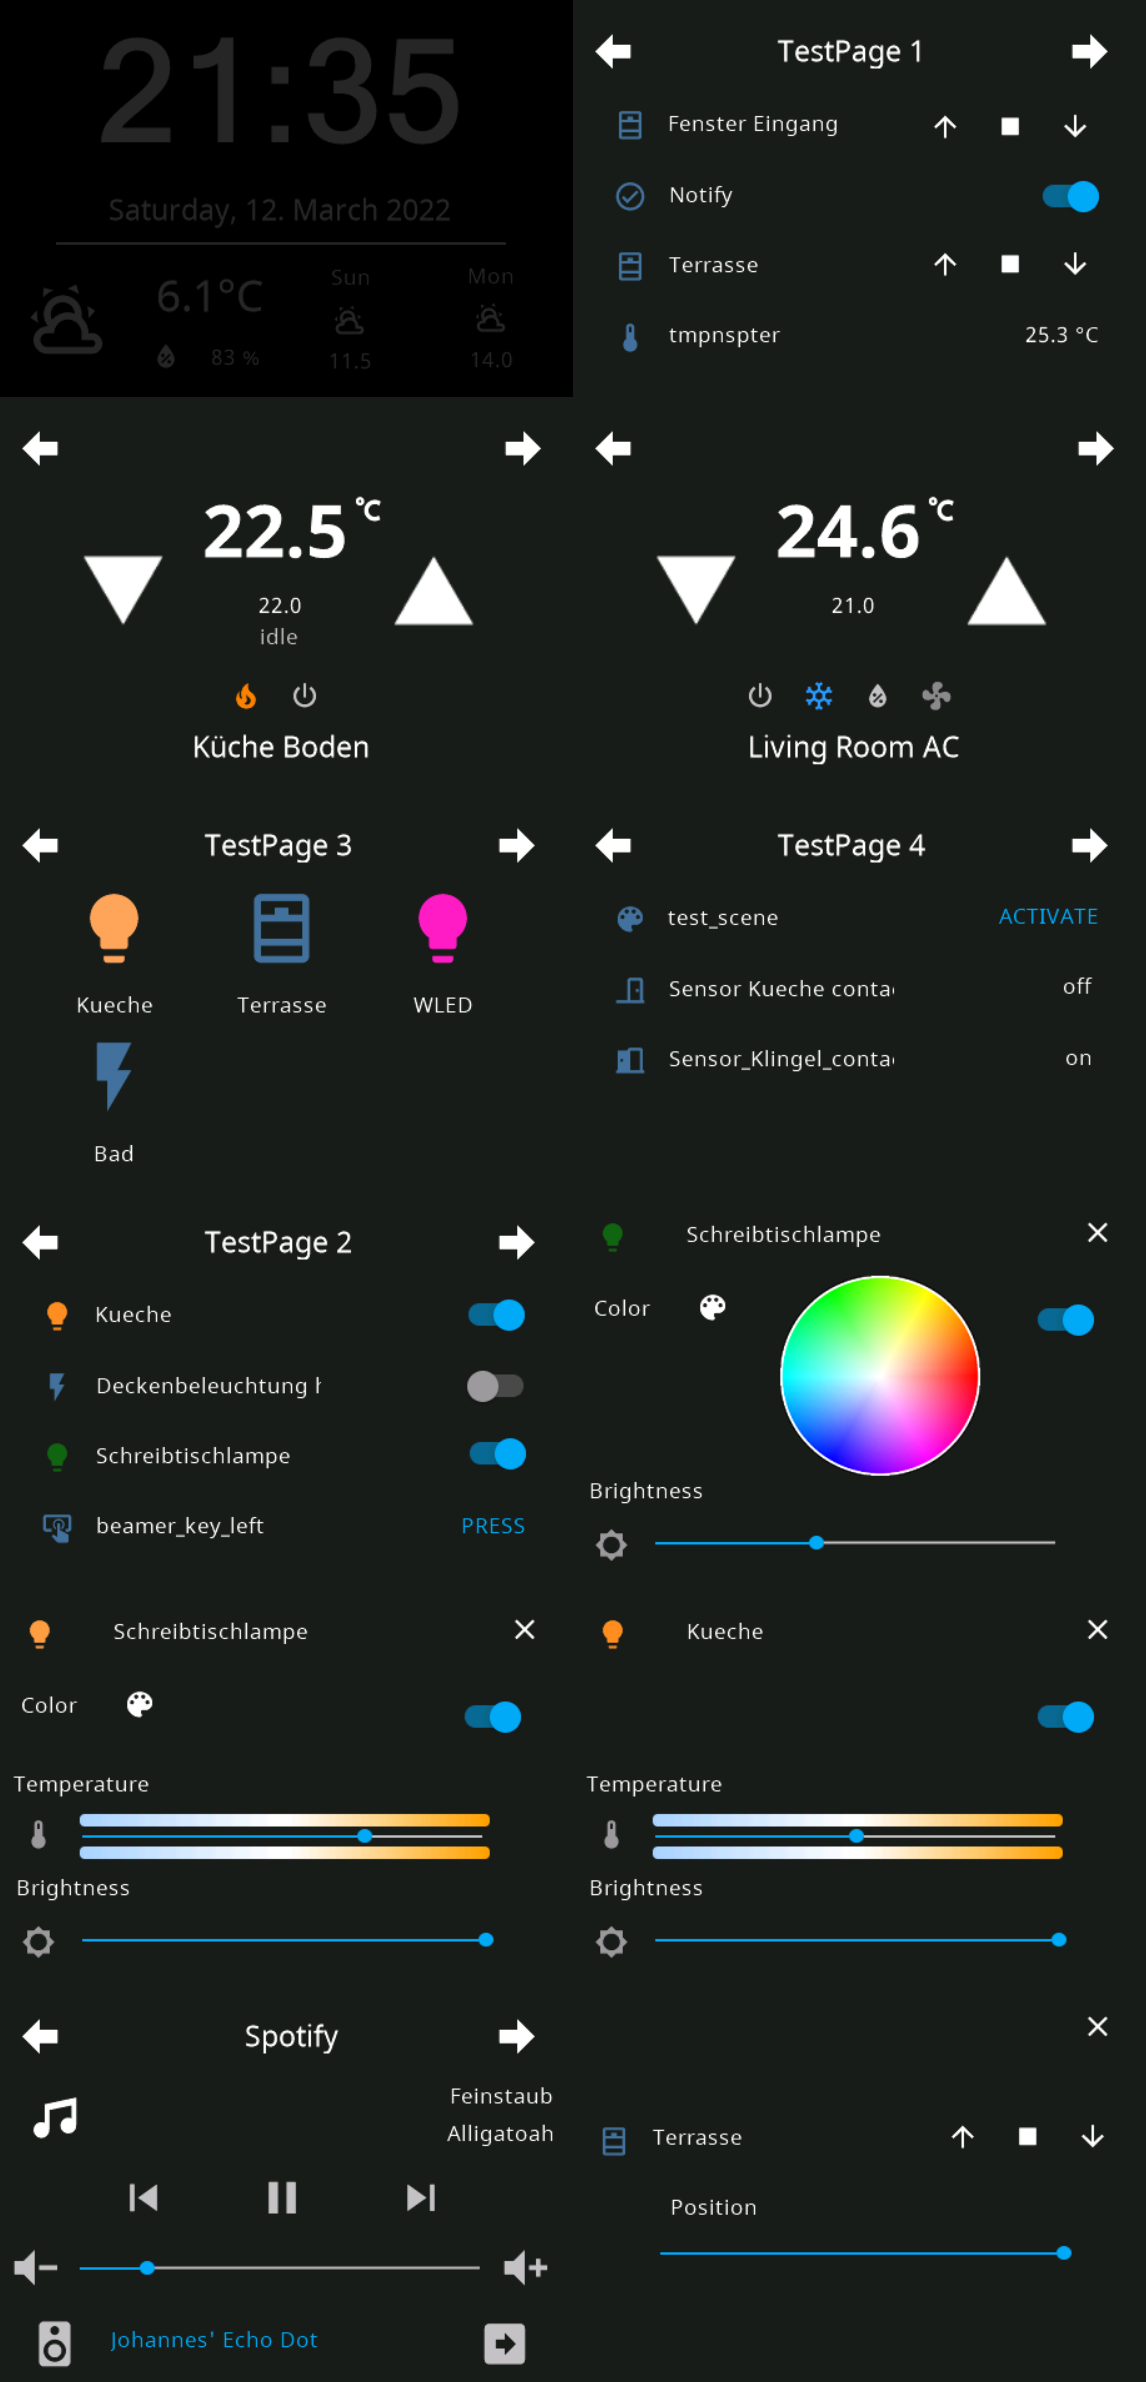 21:35
Saturday, 12. March 2022
6.1°C
83 %
Sun
11.5
Mon
14.0
TestPage 1
Fenster Eingang
Notify
Terrasse
tmpnspter 25.3 °C
22.5 °C
22.0
idle
Küche Boden
24.6 °C
21.0
Living Room AC
TestPage 3
Kueche Terrasse WLED
Bad
TestPage 4
test_scene ACTIVATE
Sensor Kueche conta off
Sensor_Klingel_conta on
TestPage 2
Kueche
Deckenbeleuchtung
Schreibtischlampe
beamer_key_left PRESS
Schreibtischlampe
Color
Brightness
Schreibtischlampe
Color
Temperature
Brightness
Kueche
Temperature
Brightness
Spotify
Feinstaub
Alligatoah
Johannes' Echo Dot
Terrasse
Position